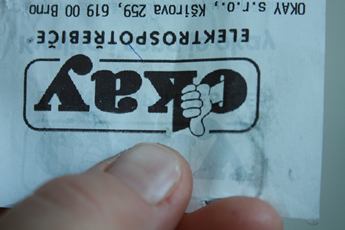 okay
ELEKTROSPOTŘEBIČE
OKAY s.r.o., Kšírova 259, 619 00 Brno